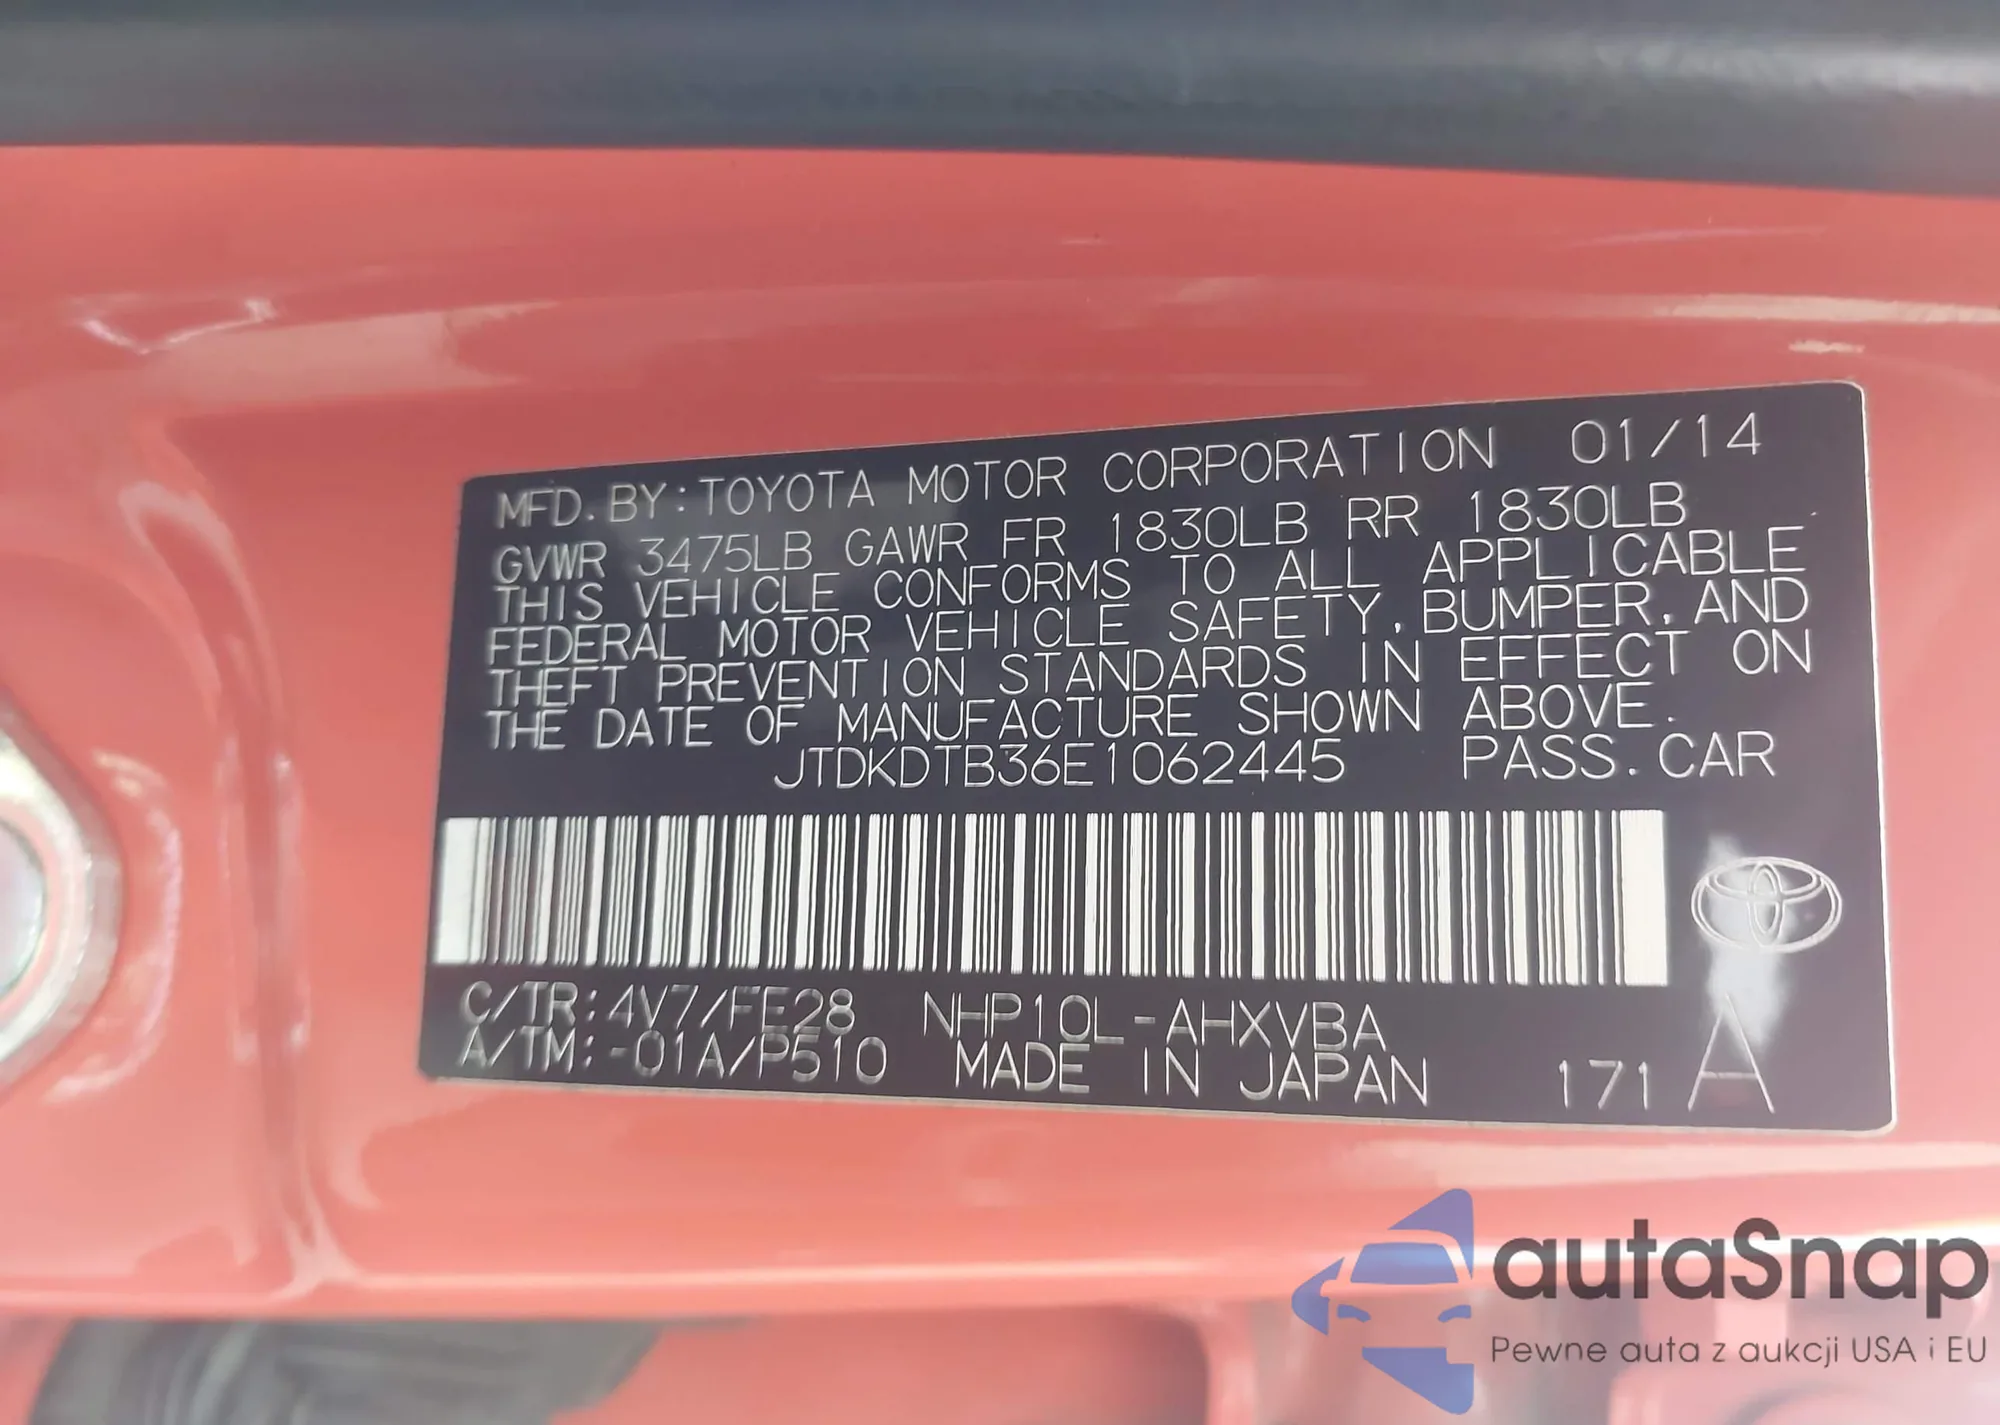 MFD. BY: TOYOTA MOTOR CORPORATION 01/14
GVWR 3475LB GAWR FR 1830LB RR 1830LB
THIS VEHICLE CONFORMS TO ALL APPLICABLE
FEDERAL MOTOR VEHICLE SAFETY, BUMPER, AND
THEFT PREVENTION STANDARDS IN EFFECT ON
THE DATE OF MANUFACTURE SHOWN ABOVE.
JTDKDTB36E1062445 PASS. CAR
C/TR: 4V7/FE28 NHP10L-AHXVBA
A/TM: -01A/P510 MADE IN JAPAN 171 A
autaSnap
Pewne auta z aukcji USA i EU